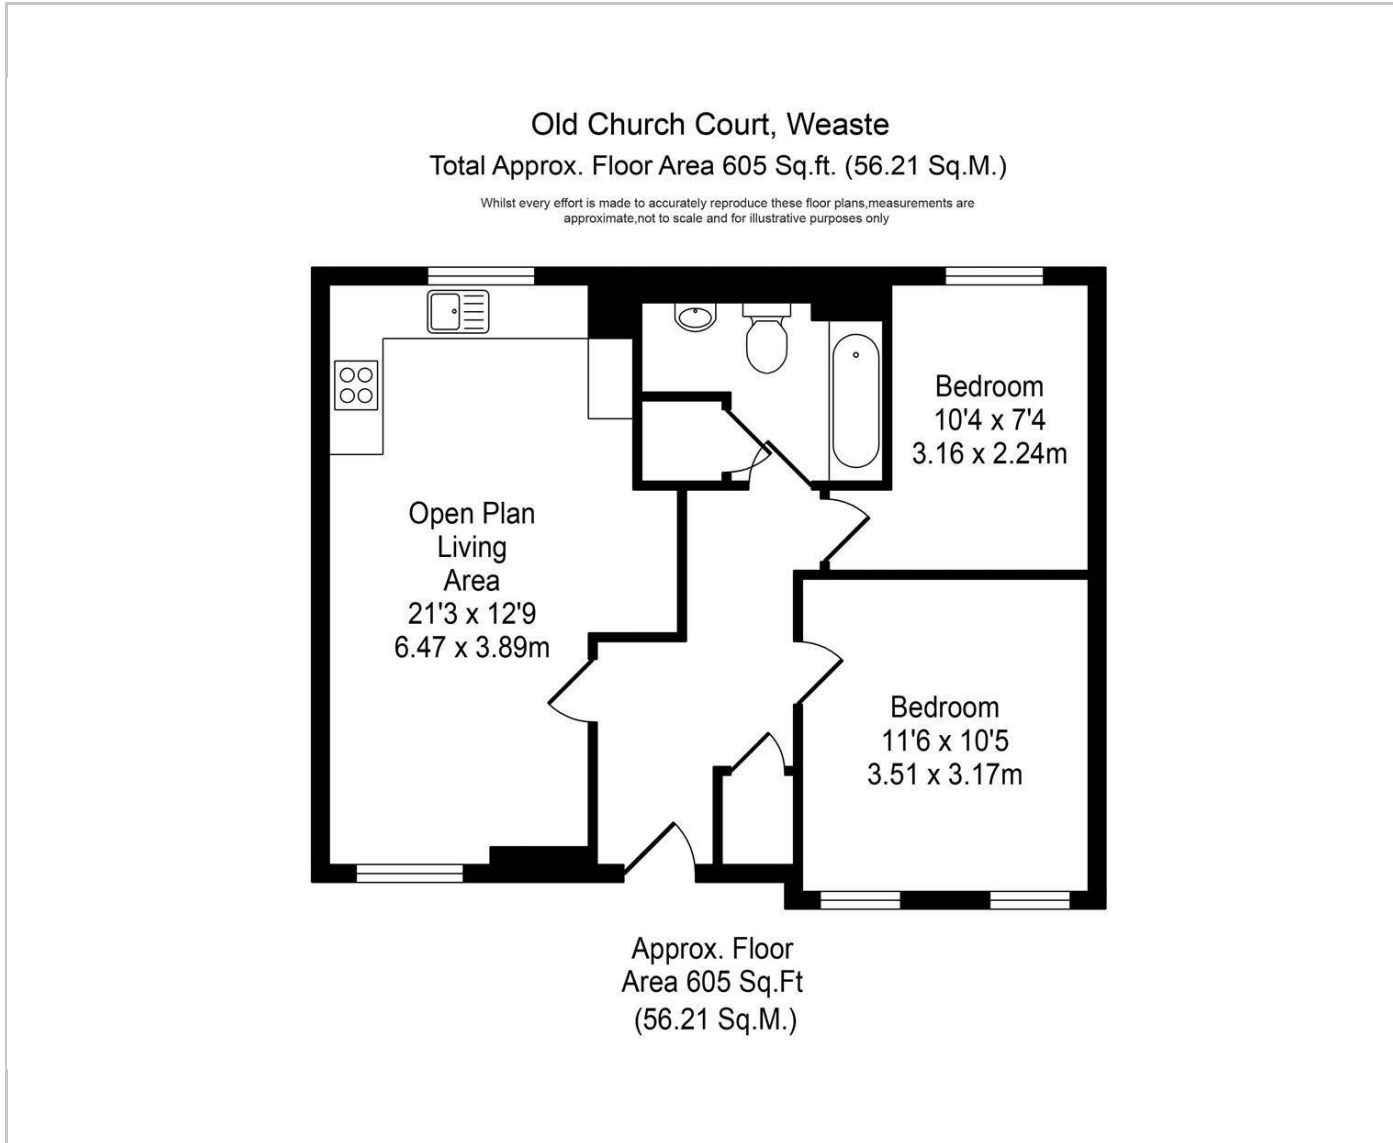 Old Church Court, Weaste
Total Approx. Floor Area 605 Sq.ft. (56.21 Sq.M.)
Whilst every effort is made to accurately reproduce these floor plans,measurements are
approximate,not to scale and for illustrative purposes only
Bedroom
10'4 x 7'4
3.16 x 2.24m
Open Plan
Living
Area
21'3 x 12'9
6.47 x 3.89m
Bedroom
11'6 x 10'5
3.51 x 3.17m
Approx. Floor
Area 605 Sq.Ft
(56.21 Sq.M.)